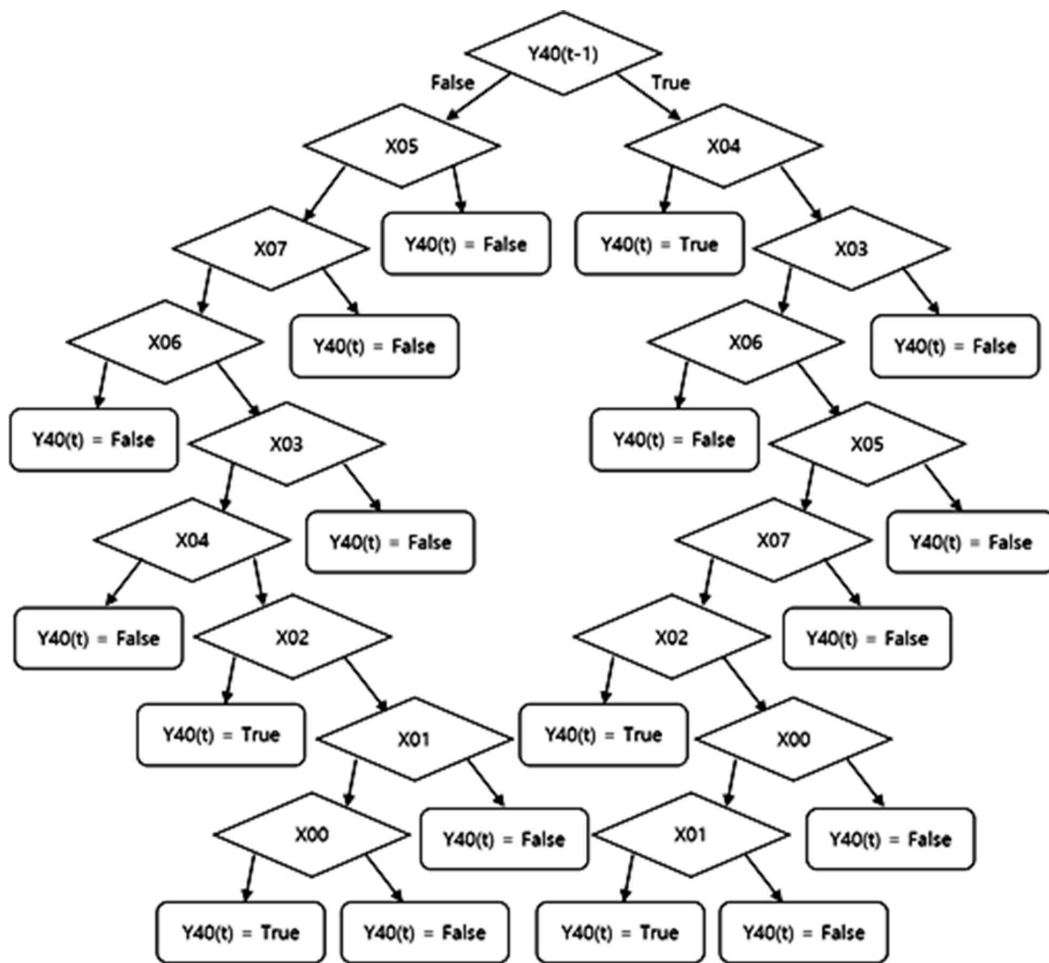 Y40(t-1)
False
True
X05
X04
Y40(t) = False
Y40(t) = True
X07
X03
Y40(t) = False
Y40(t) = False
X06
X06
Y40(t) = False
Y40(t) = False
X03
X05
Y40(t) = False
Y40(t) = False
X04
X07
Y40(t) = False
Y40(t) = False
X02
X02
Y40(t) = True
Y40(t) = True
X01
X00
Y40(t) = False
Y40(t) = False
X00
X01
Y40(t) = True
Y40(t) = False
Y40(t) = True
Y40(t) = False